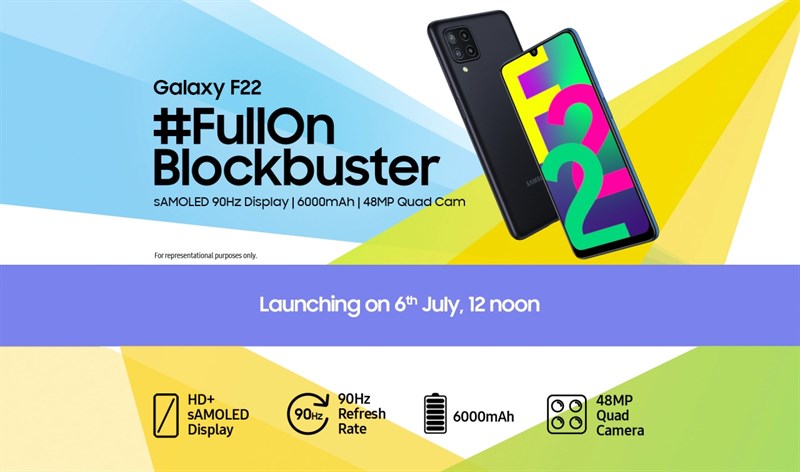 Galaxy F22
#FullOn
Blockbuster
sAMOLED 90Hz Display | 6000mAh | 48MP Quad Cam
For representational purposes only.
SAMSUNG
F22
Launching on 6th July, 12 noon
HD+
sAMOLED
Display
90Hz
90Hz
Refresh
Rate
6000mAh
48MP
Quad
Camera